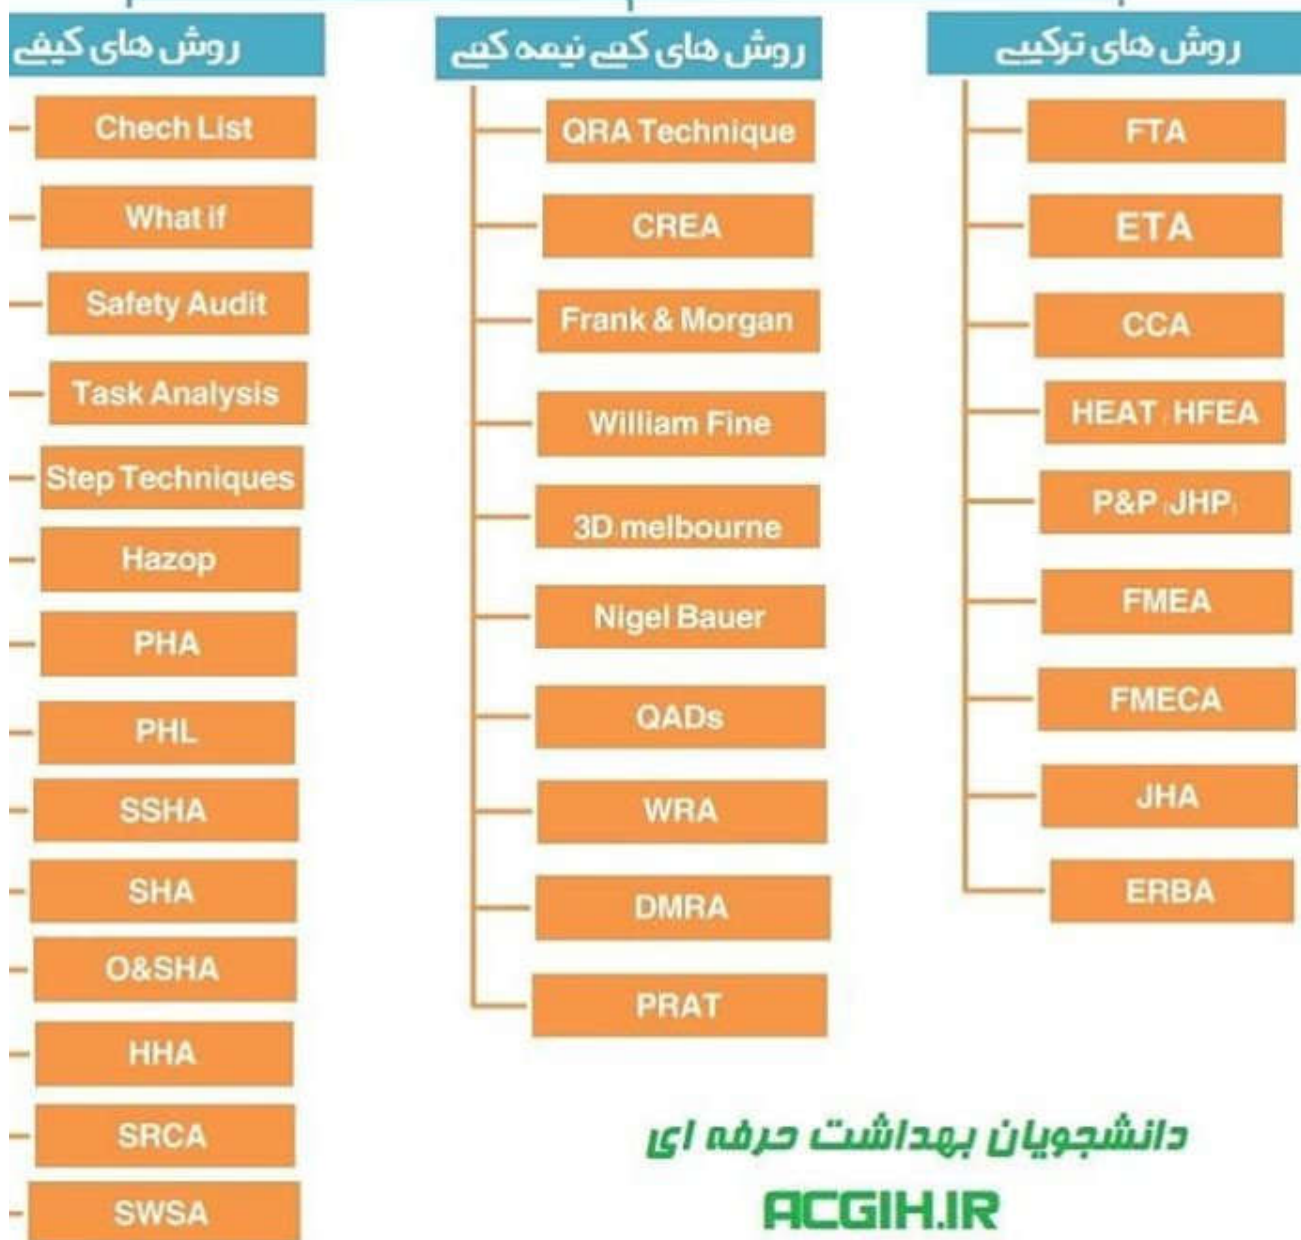 روش های کیفی
Chech List
What if
Safety Audit
Task Analysis
Step Techniques
Hazop
PHA
PHL
SSHA
SHA
O&SHA
HHA
SRCA
SWSA
روش های کمی نیمه کمی
QRA Technique
CREA
Frank & Morgan
William Fine
3D melbourne
Nigel Bauer
QADs
WRA
DMRA
PRAT
روش های ترکیبی
FTA
ETA
CCA
HEAT / HFEA
P&P (JHP)
FMEA
FMECA
JHA
ERBA
دانشجویان بهداشت حرفه ای
ACGIH.IR